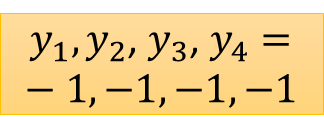 y₁, y₂, y₃, y₄ =
− 1, −1, −1, −1